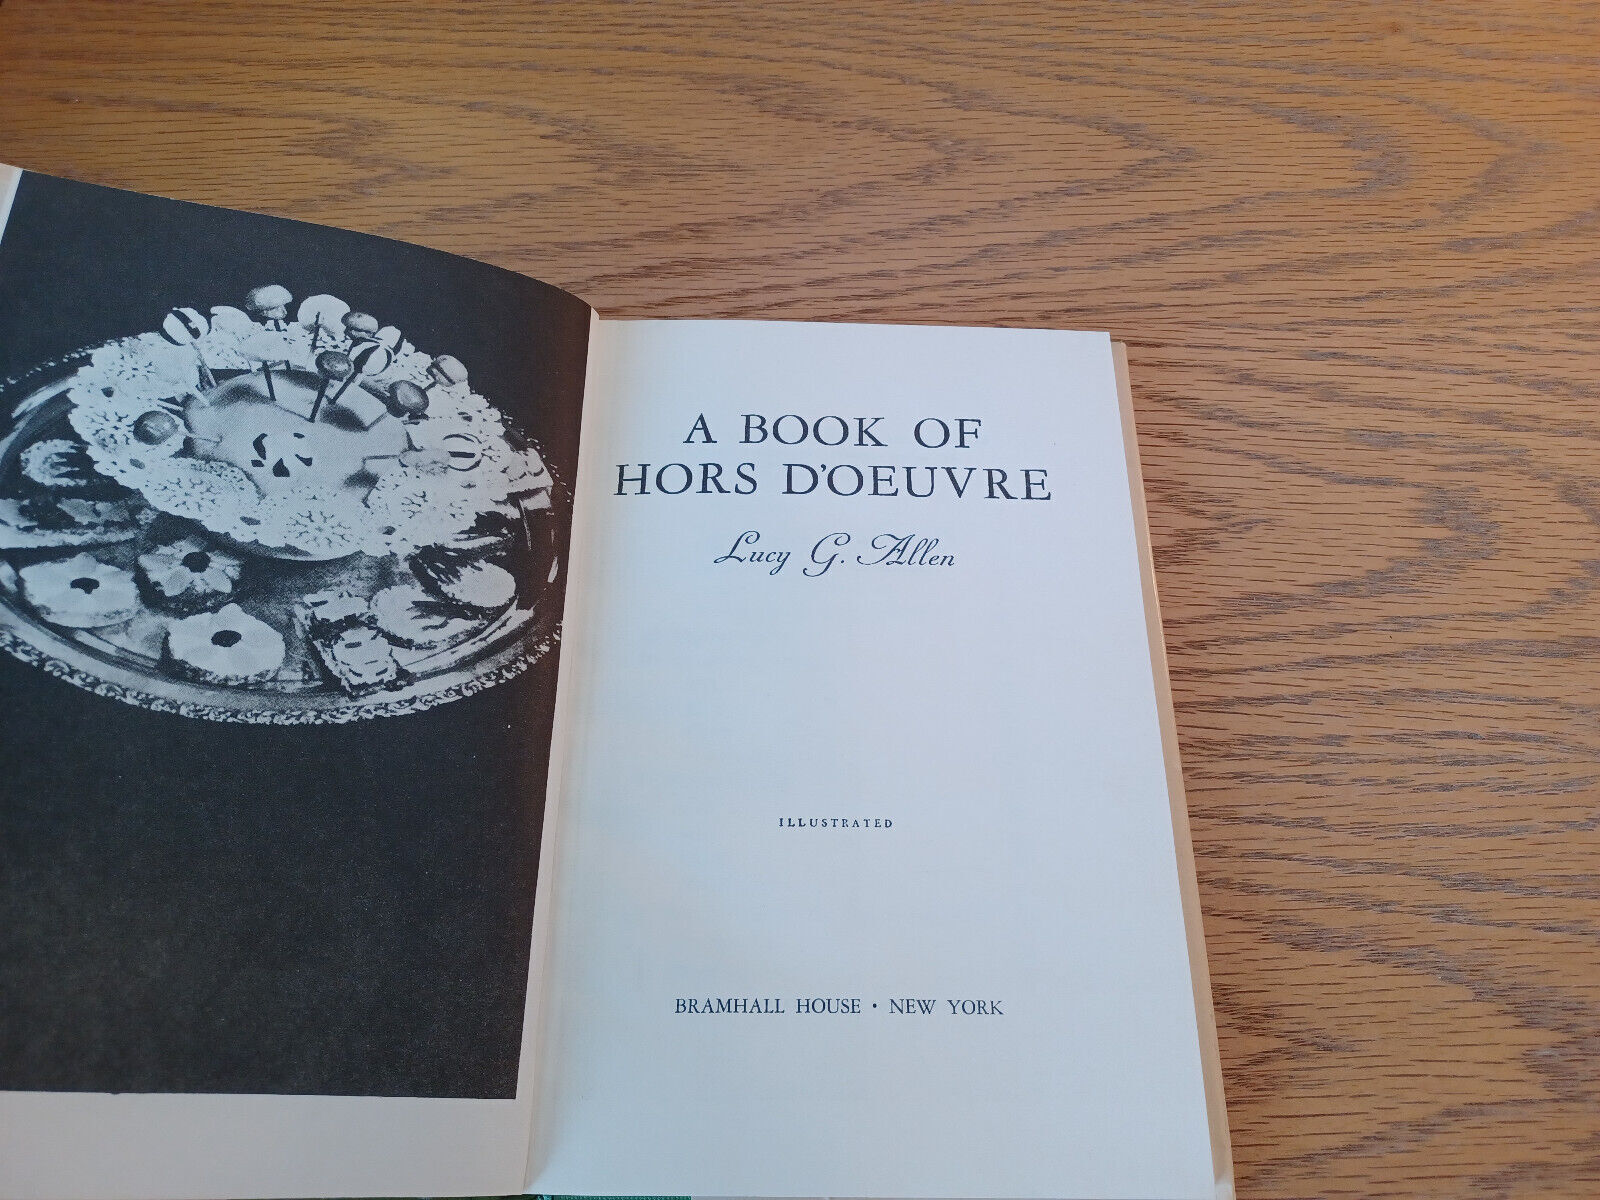 A BOOK OF
HORS D'OEUVRE
Lucy G. Allen
ILLUSTRATED
BRAMHALL HOUSE • NEW YORK